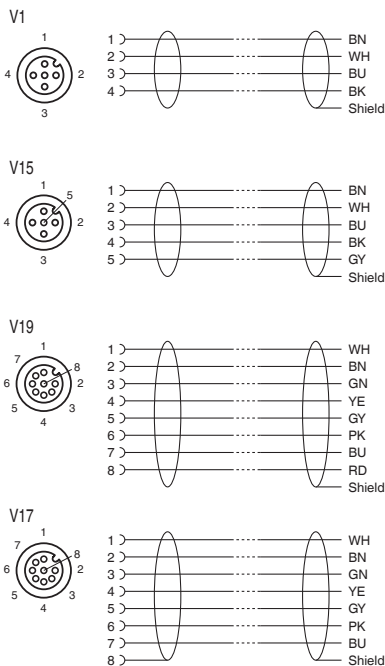 V1
1
4 2
3
1 BN
2 WH
3 BU
4 BK
Shield
V15
1
5
4 2
3
1 BN
2 WH
3 BU
4 BK
5 GY
Shield
V19
1
7 8
6 2
5 3
4
1 WH
2 BN
3 GN
4 YE
5 GY
6 PK
7 BU
8 RD
Shield
V17
1
7 8
6 2
5 3
4
1 WH
2 BN
3 GN
4 YE
5 GY
6 PK
7 BU
8 Shield